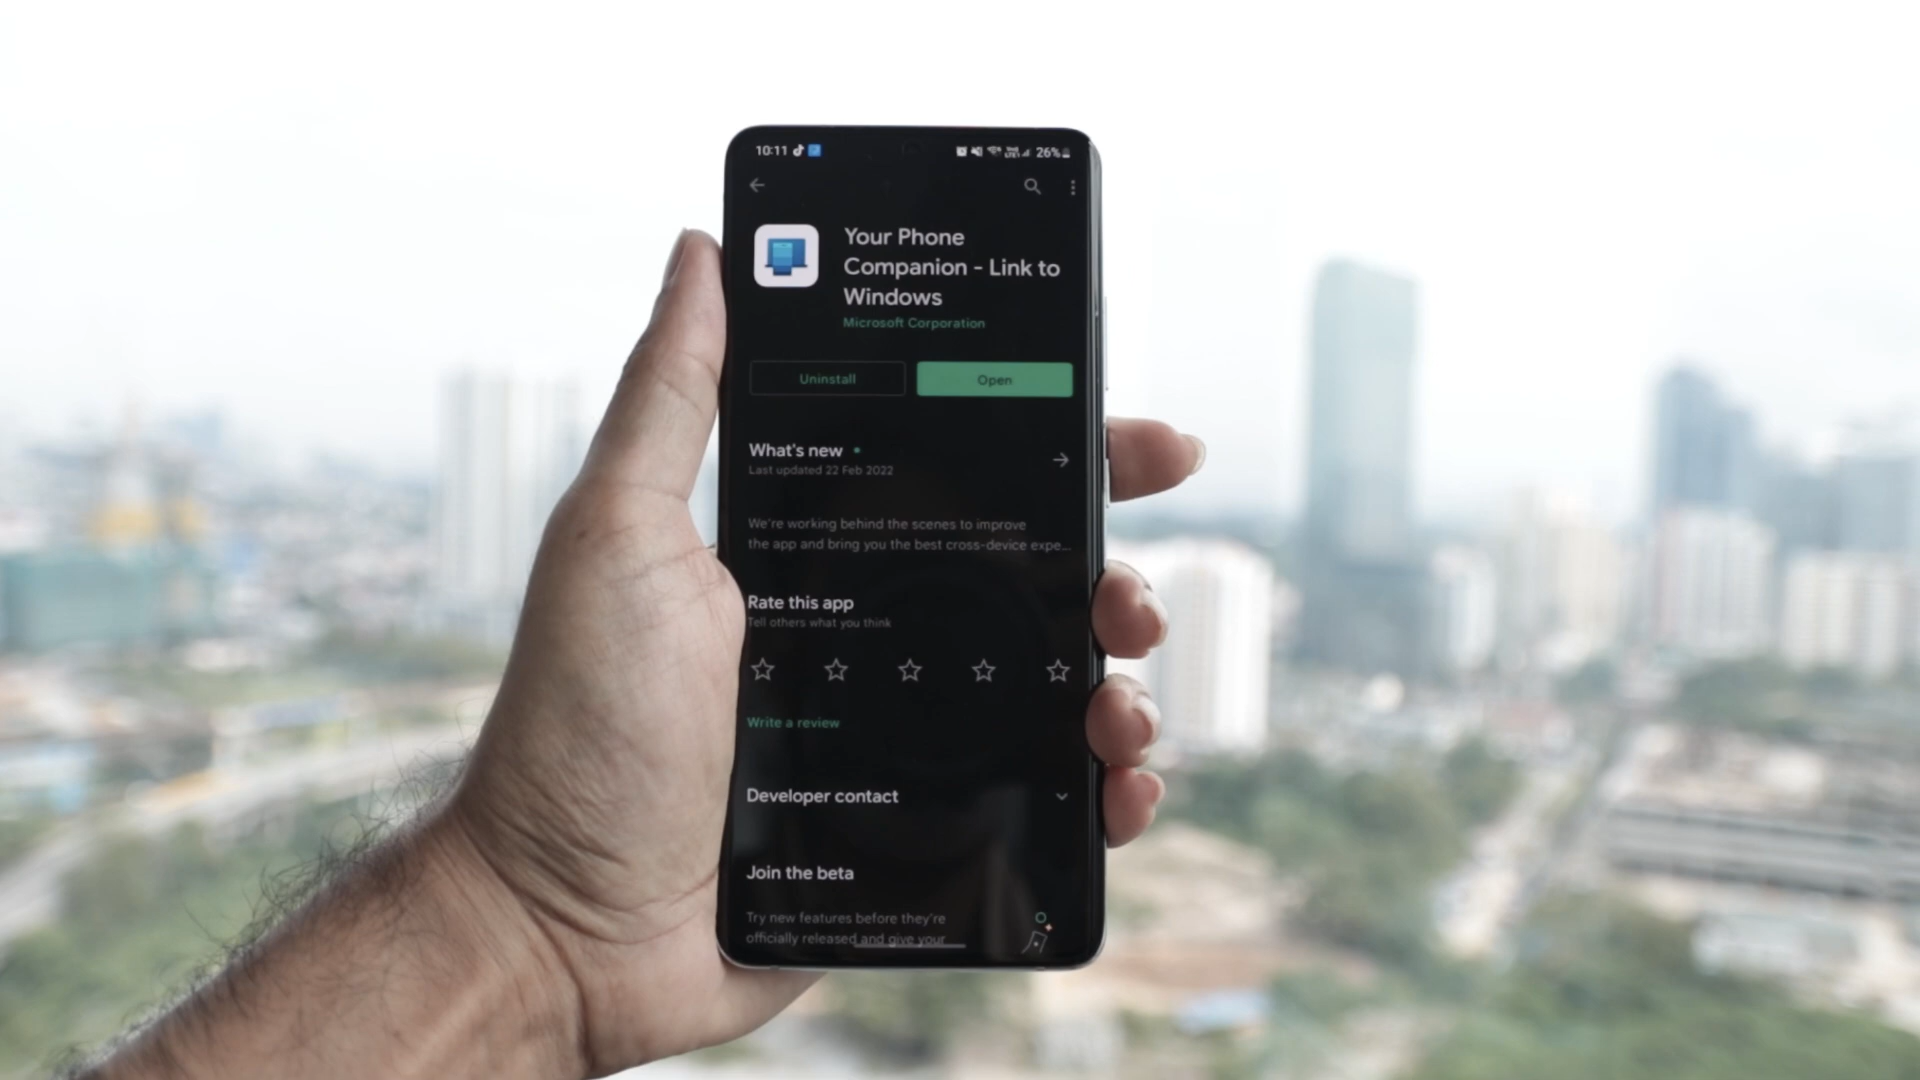 10:11 26%
Your Phone
Companion - Link to
Windows
Microsoft Corporation
Uninstall Open
What's new
Last updated 22 Feb 2022
We're working behind the scenes to improve
the app and bring you the best cross-device expe...
Rate this app
Tell others what you think
Write a review
Developer contact
Join the beta
Try new features before they're
officially released and give your